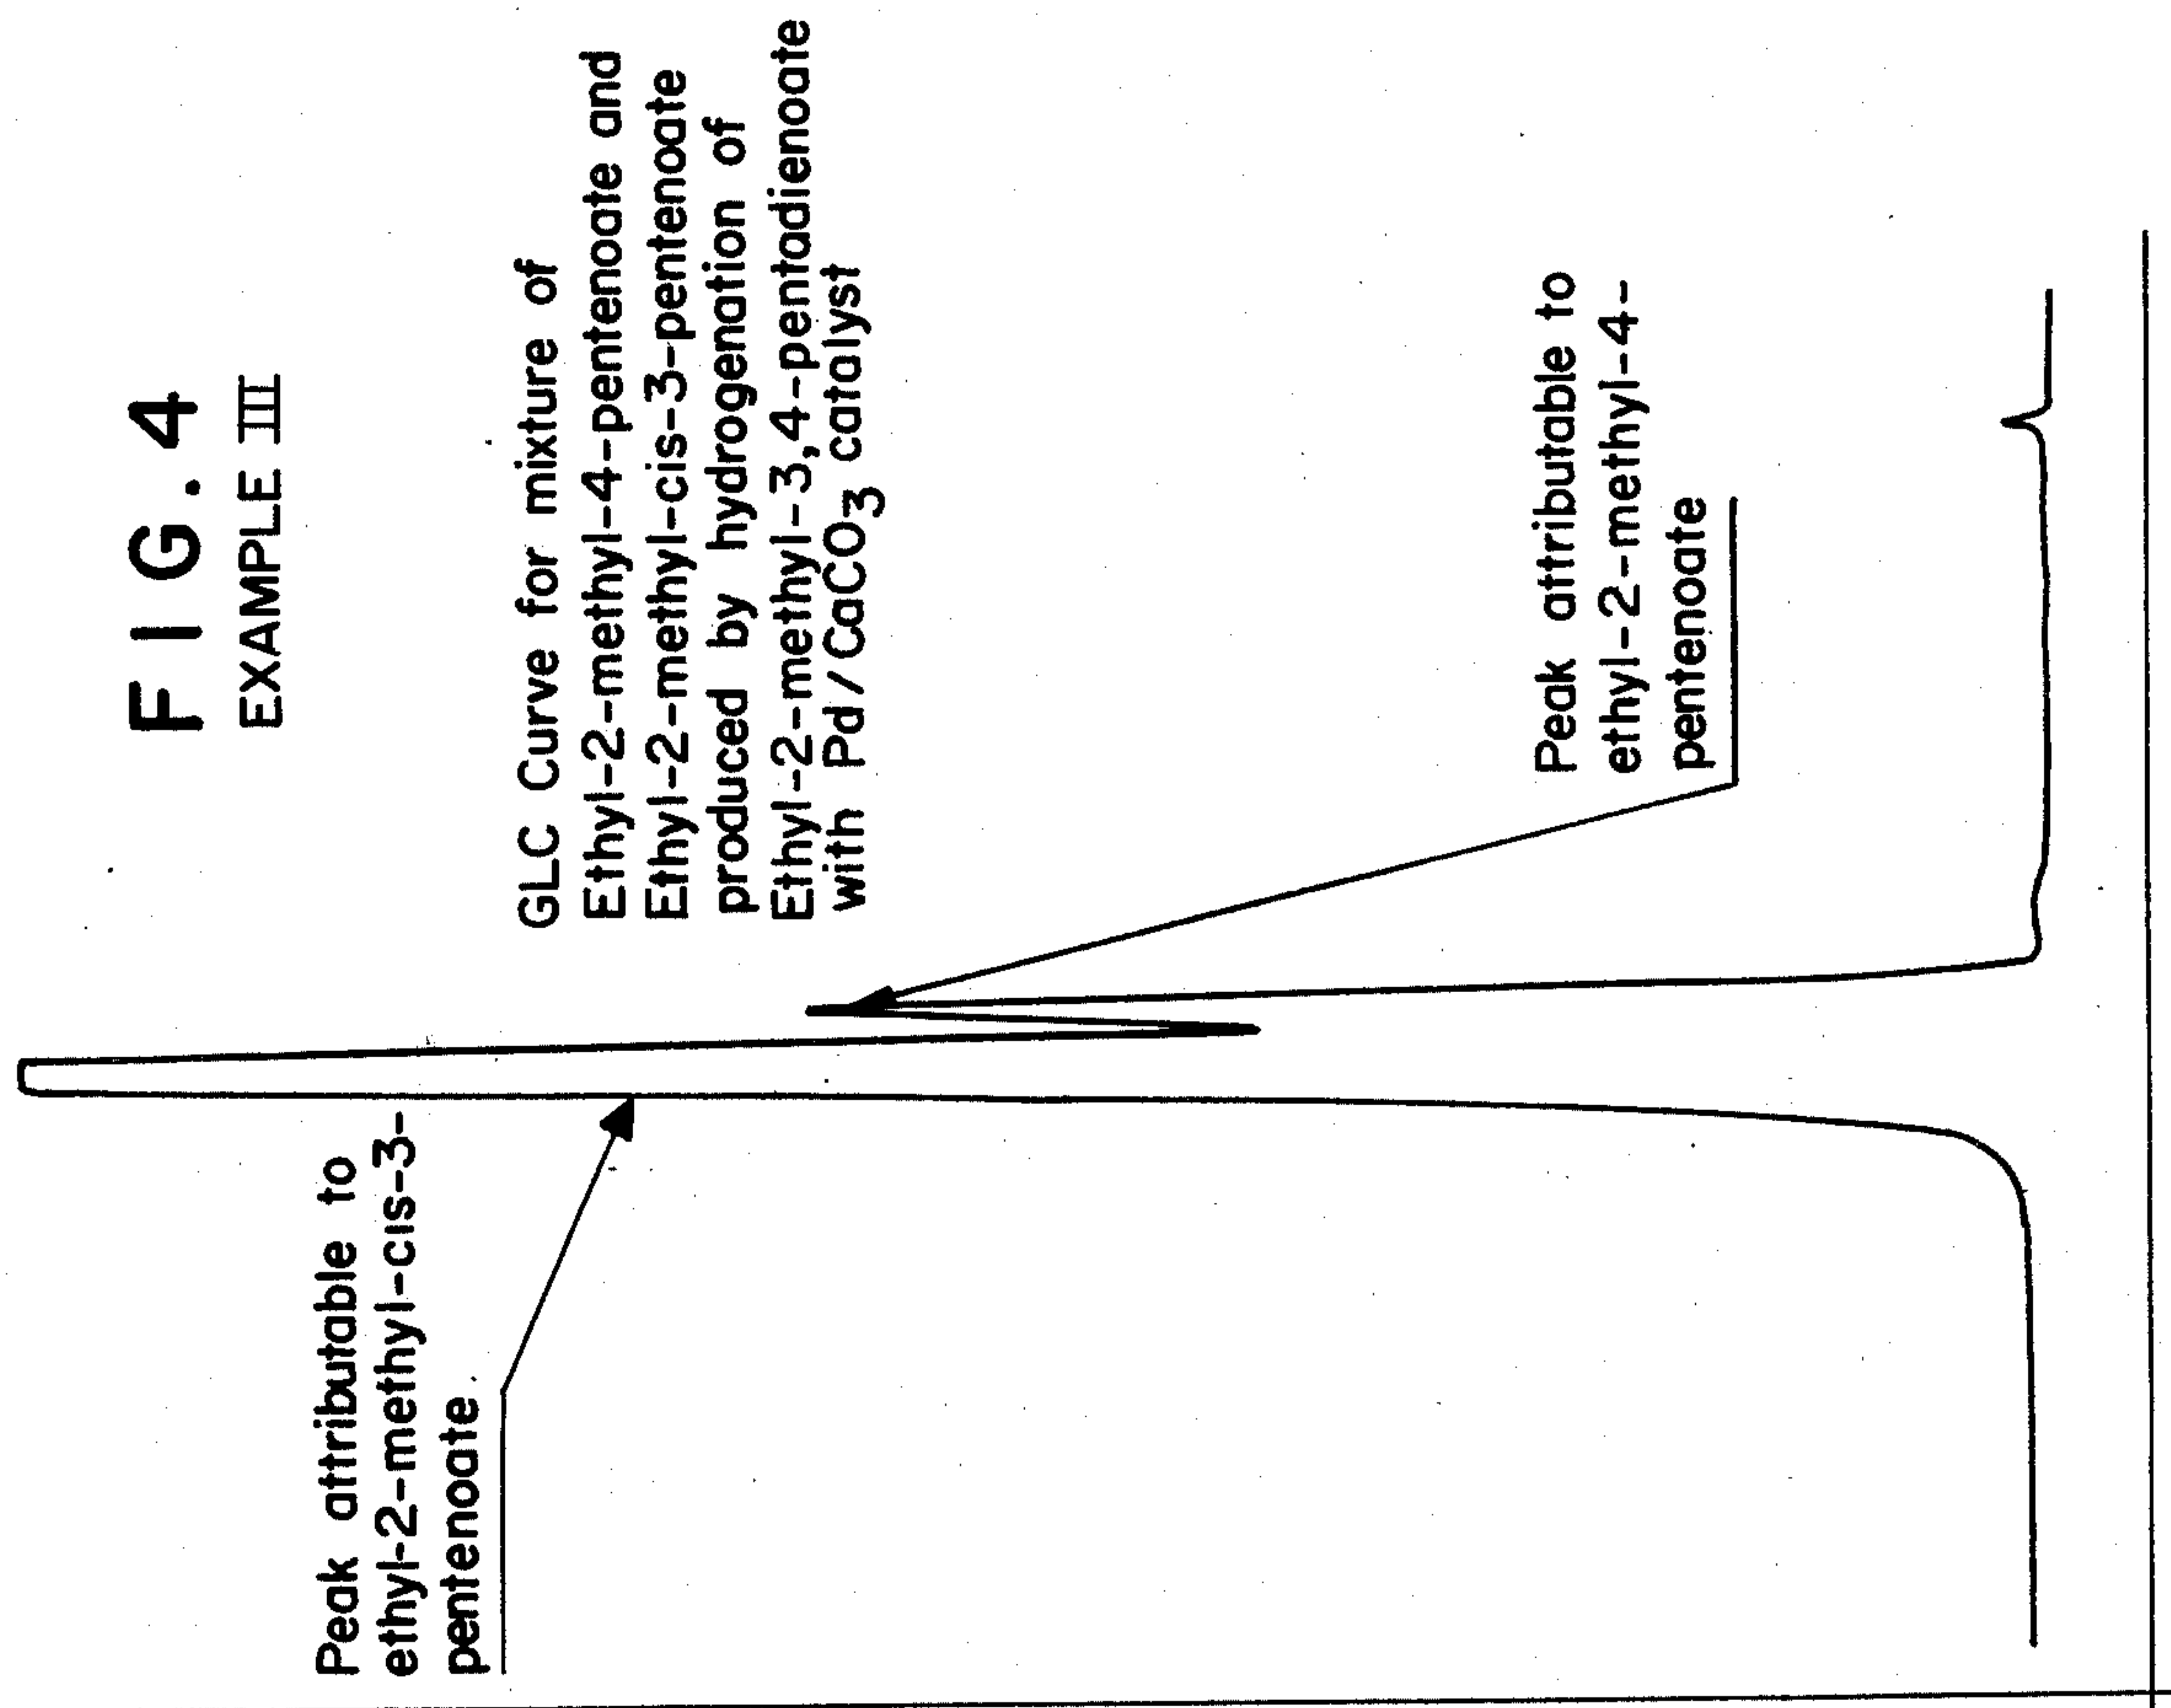 FIG. 4
EXAMPLE III
GLC Curve for mixture of
Ethyl-2-methyl-4-pentenoate and
Ethyl-2-methyl-cis-3-pentenoate
produced by hydrogenation of
Ethyl-2-methyl-3,4-pentadienoate
with Pd/CaCO3 catalyst
Peak attributable to
ethyl-2-methyl-cis-3-
pentenoate
Peak attributable to
ethyl-2-methyl-4-
pentenoate